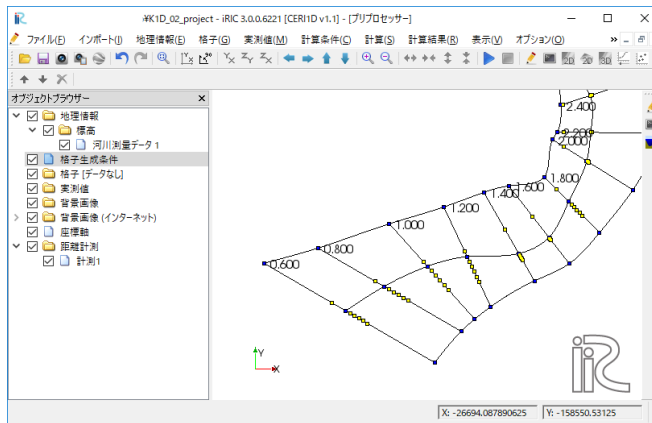 #K1D_02_project - iRIC 3.0.0.6221 [CERI1D v1.1] - [プリプロセッサー]
ファイル(F) インポート(I) 地理情報(E) 格子(G) 実測値(M) 計算条件(C) 計算(S) 計算結果(R) 表示(V) オプション(O) »
オブジェクトブラウザー
地理情報
標高
河川測量データ 1
格子生成条件
格子 [データなし]
実測値
背景画像
背景画像 (インターネット)
座標軸
距離計測
計測1
2.400
2.200
2.000
1.800
1.600
1.400
1.200
1.000
0.800
0.600
Y
X
iRIC
X: -26694.087890625 Y: -158550.53125